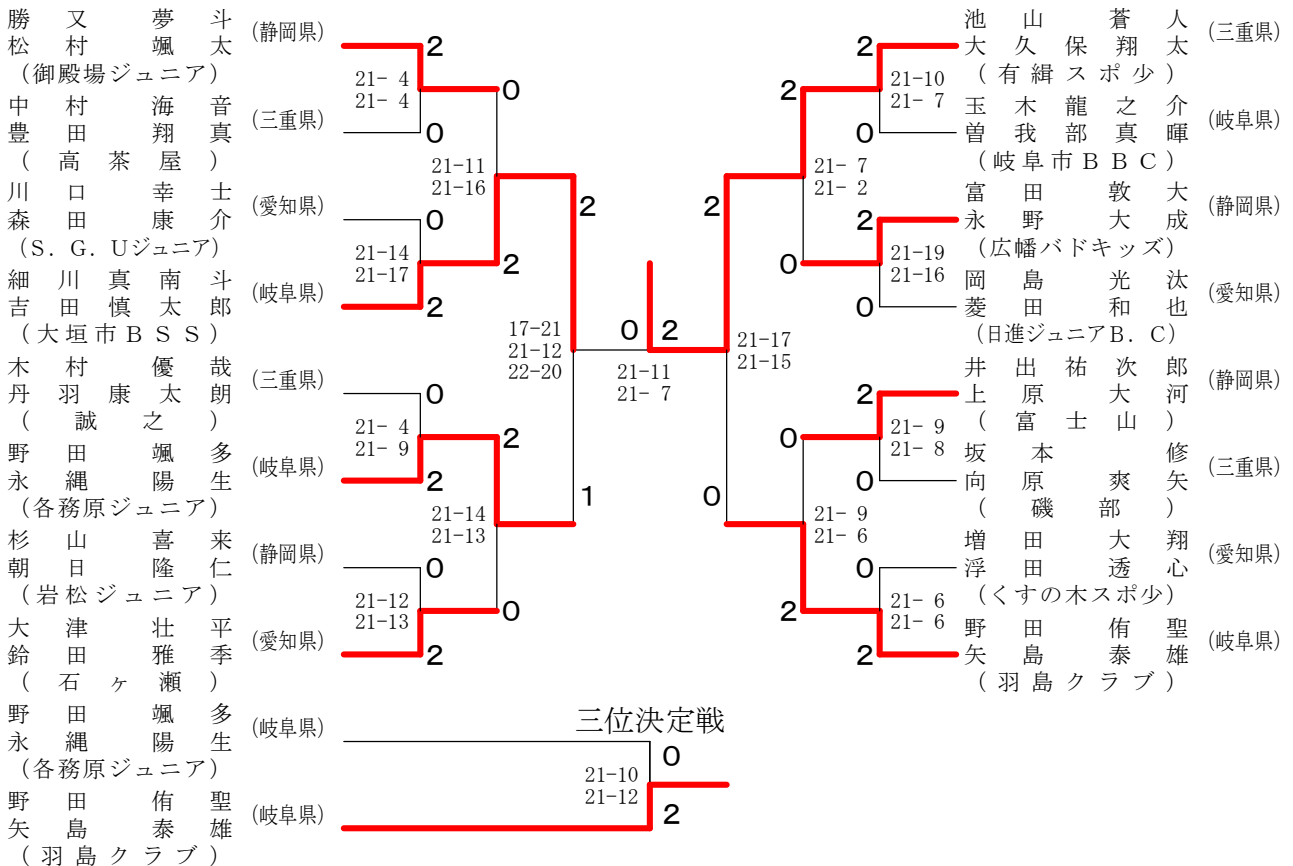 勝又夢斗
松村颯太
(静岡県)
(御殿場ジュニア)
中村海音
豊田翔真
(三重県)
(高茶屋)
川口幸士
森田康介
(愛知県)
(S. G. Uジュニア)
細川真南斗
吉田慎太郎
(岐阜県)
(大垣市BSS)
木村優哉
丹羽康太朗
(三重県)
(誠之)
野田颯多
永縄陽生
(岐阜県)
(各務原ジュニア)
杉山喜来
朝日隆仁
(静岡県)
(岩松ジュニア)
大津壮平
鈴田雅季
(愛知県)
(石ヶ瀬)
2
21- 4
21- 4
0
0
0
21-14
21-17
2
2
21-11
21-16
0
21- 4
21- 9
2
2
0
21-12
21-13
2
0
21-14
21-13
2
17-21
21-12
22-20
1
0
2
21-11
21- 7
2
21-17
21-15
0
2
21- 7
21- 2
0
0
21- 9
21- 6
2
2
21-10
21- 7
0
2
21-19
21-16
0
2
21- 9
21- 8
0
0
21- 6
21- 6
2
池山蒼人
大久保翔太
(三重県)
(有緝スポ少)
玉木龍之介
曽我部真暉
(岐阜県)
(岐阜市BBC)
富田敦大
永野大成
(静岡県)
(広幡バドキッズ)
岡島光汰
菱田和也
(愛知県)
(日進ジュニアB. C)
井出祐次郎
上原大河
(静岡県)
(富士山)
坂本修
向原爽矢
(三重県)
(磯部)
増田大翔
浮田透心
(愛知県)
(くすの木スポ少)
野田侑聖
矢島泰雄
(岐阜県)
(羽島クラブ)
三位決定戦
野田颯多
永縄陽生
(岐阜県)
(各務原ジュニア)
野田侑聖
矢島泰雄
(岐阜県)
(羽島クラブ)
0
21-10
21-12
2